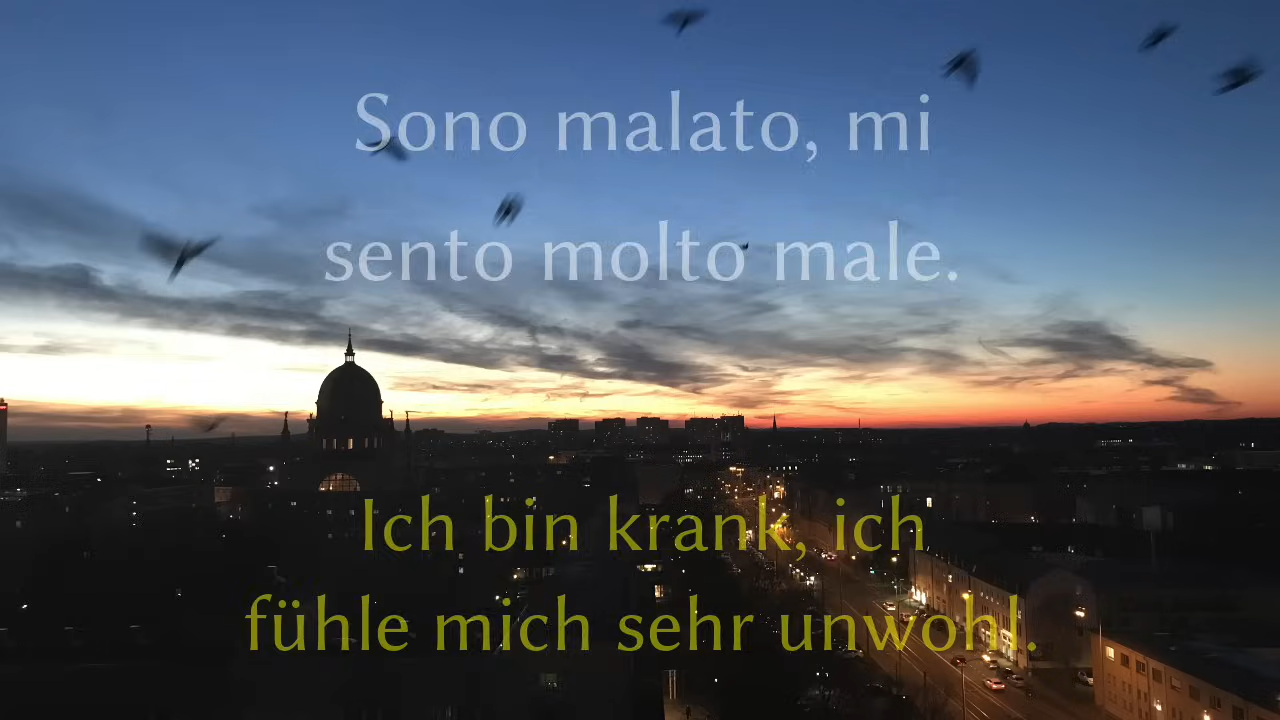 Sono malato, mi
sento molto male.
Ich bin krank, ich
fühle mich sehr unwohl.